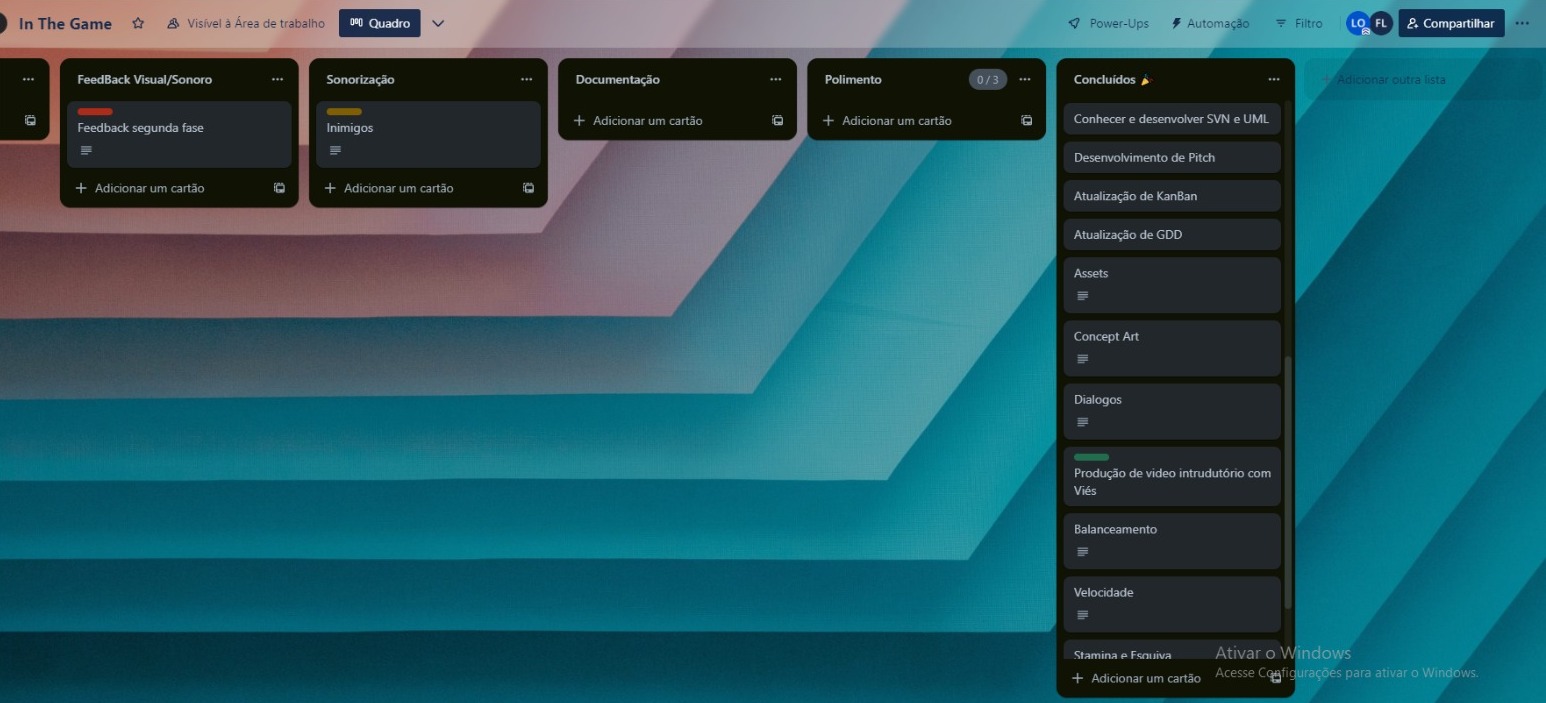 In The Game
Visível à Área de trabalho
Quadro
Power-Ups
Automação
Filtro
LO
FL
Compartilhar
FeedBack Visual/Sonoro
Feedback segunda fase
Adicionar um cartão
Sonorização
Inimigos
Adicionar um cartão
Documentação
Adicionar um cartão
Polimento
0 / 3
Adicionar um cartão
Concluídos
Conhecer e desenvolver SVN e UML
Desenvolvimento de Pitch
Atualização de KanBan
Atualização de GDD
Assets
Concept Art
Dialogos
Produção de video intrudutório com
Viés
Balanceamento
Velocidade
Stamina e Esquiva
Adicionar um cartão
Adicionar outra lista
Ativar o Windows
Acesse Configurações para ativar o Windows.